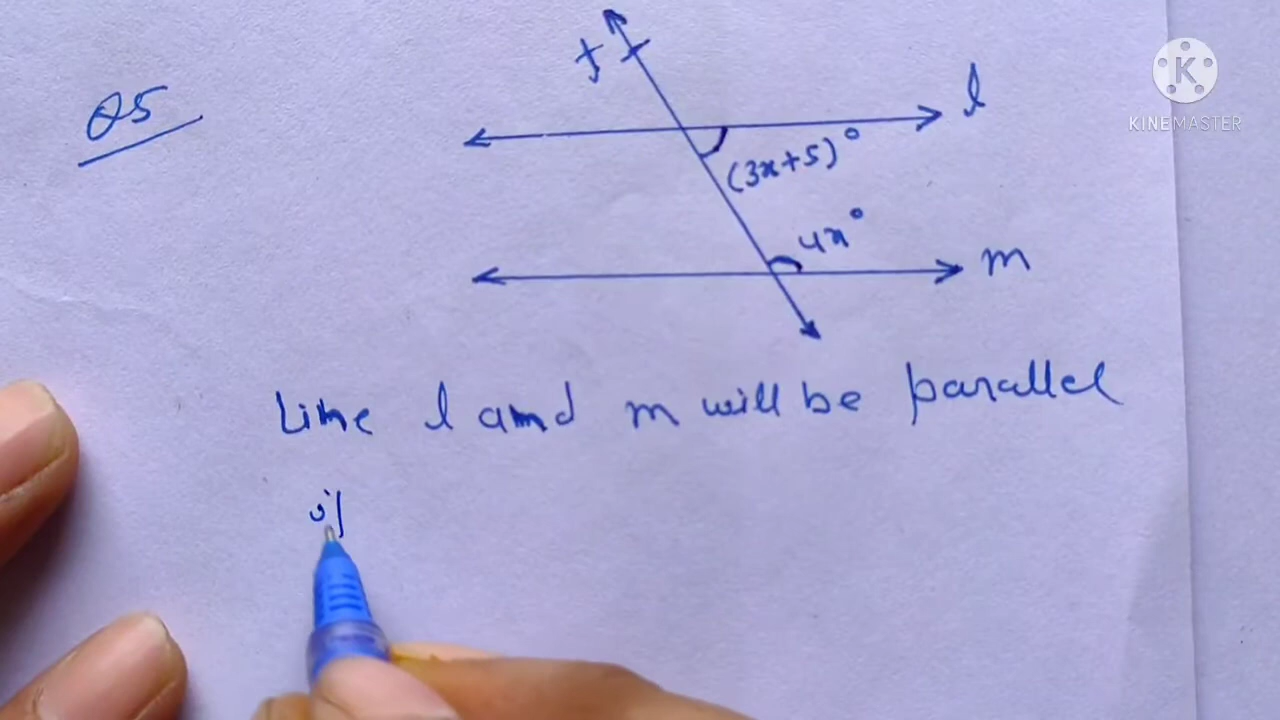 Q5
t
l
(3x+5)°
4x°
m
Line l and m will be parallel
if
K
KINEMASTER